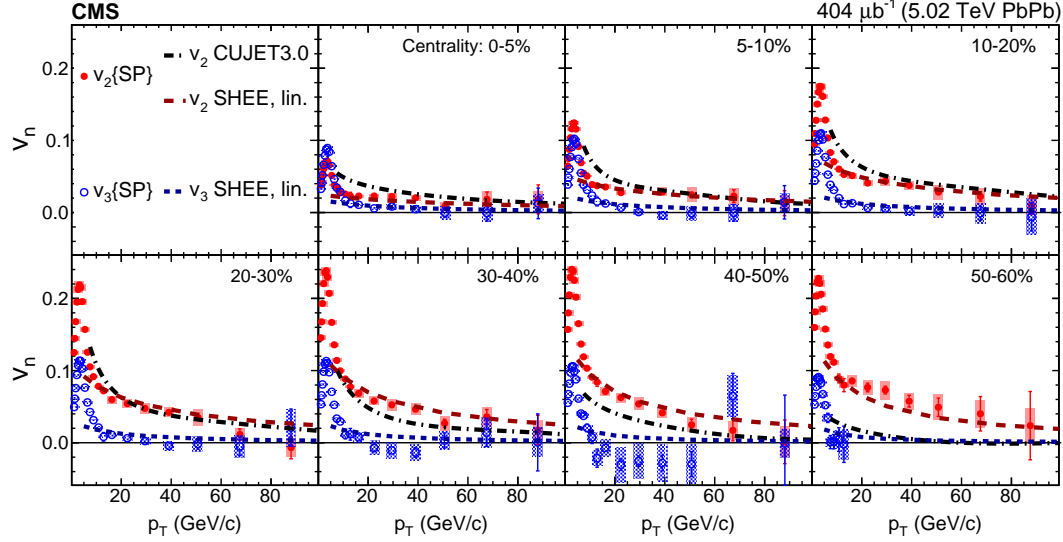 CMS
404 μb⁻¹ (5.02 TeV PbPb)
v₂{SP}
v₃{SP}
v₂ CUJET3.0
v₂ SHEE, lin.
v₃ SHEE, lin.
Centrality: 0-5%
5-10%
10-20%
vₙ
0.2
0.1
0.0
20-30%
30-40%
40-50%
50-60%
vₙ
0.2
0.1
0.0
20 40 60 80
20 40 60 80
20 40 60 80
20 40 60 80
p_T (GeV/c)
p_T (GeV/c)
p_T (GeV/c)
p_T (GeV/c)